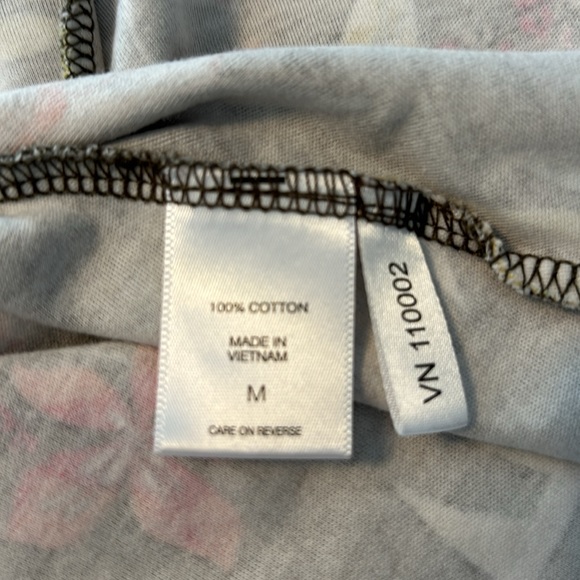 100% COTTON
MADE IN
VIETNAM
M
CARE ON REVERSE
VN 110002